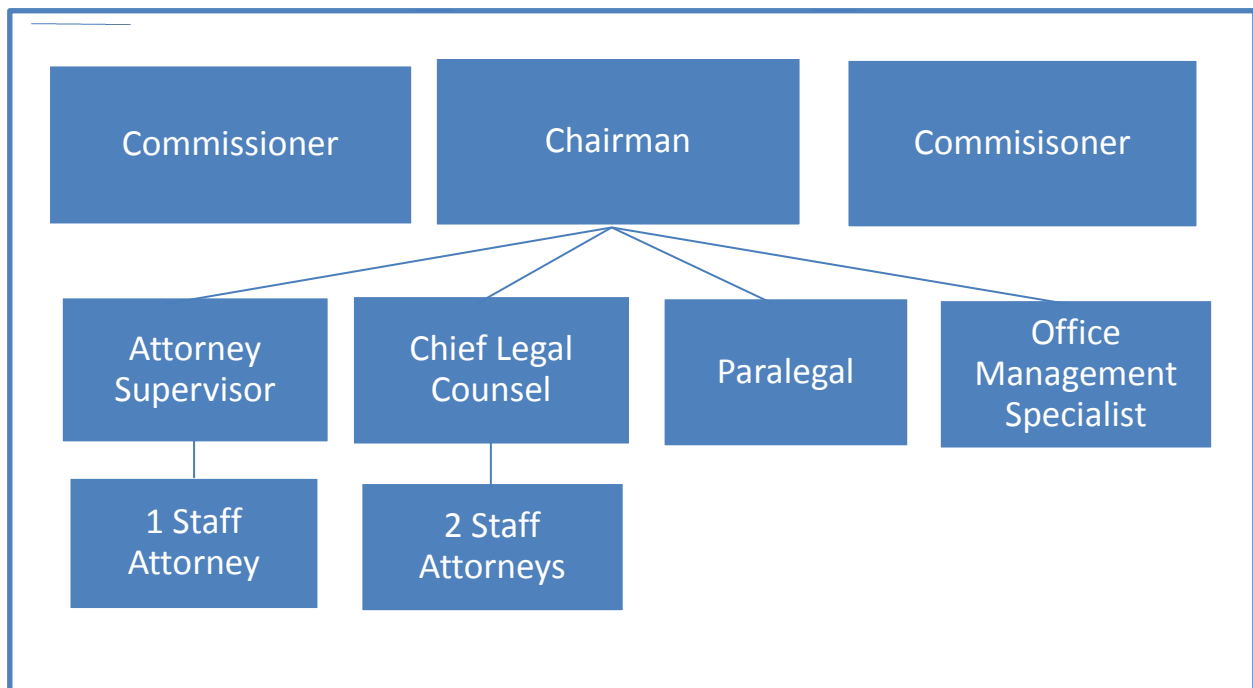 Commissioner
Chairman
Commisisoner
Attorney
Supervisor
Chief Legal
Counsel
Paralegal
Office
Management
Specialist
1 Staff
Attorney
2 Staff
Attorneys